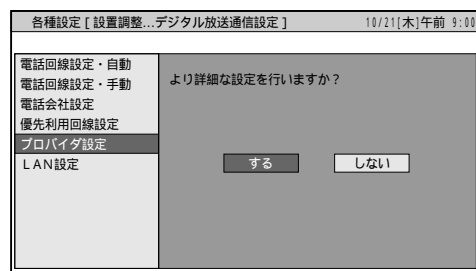 各種設定 [ 設置調整...デジタル放送通信設定 ] 10/21[木]午前 9:00
電話回線設定・自動
電話回線設定・手動
電話会社設定
優先利用回線設定
プロバイダ設定
LAN設定
より詳細な設定を行いますか？
する しない